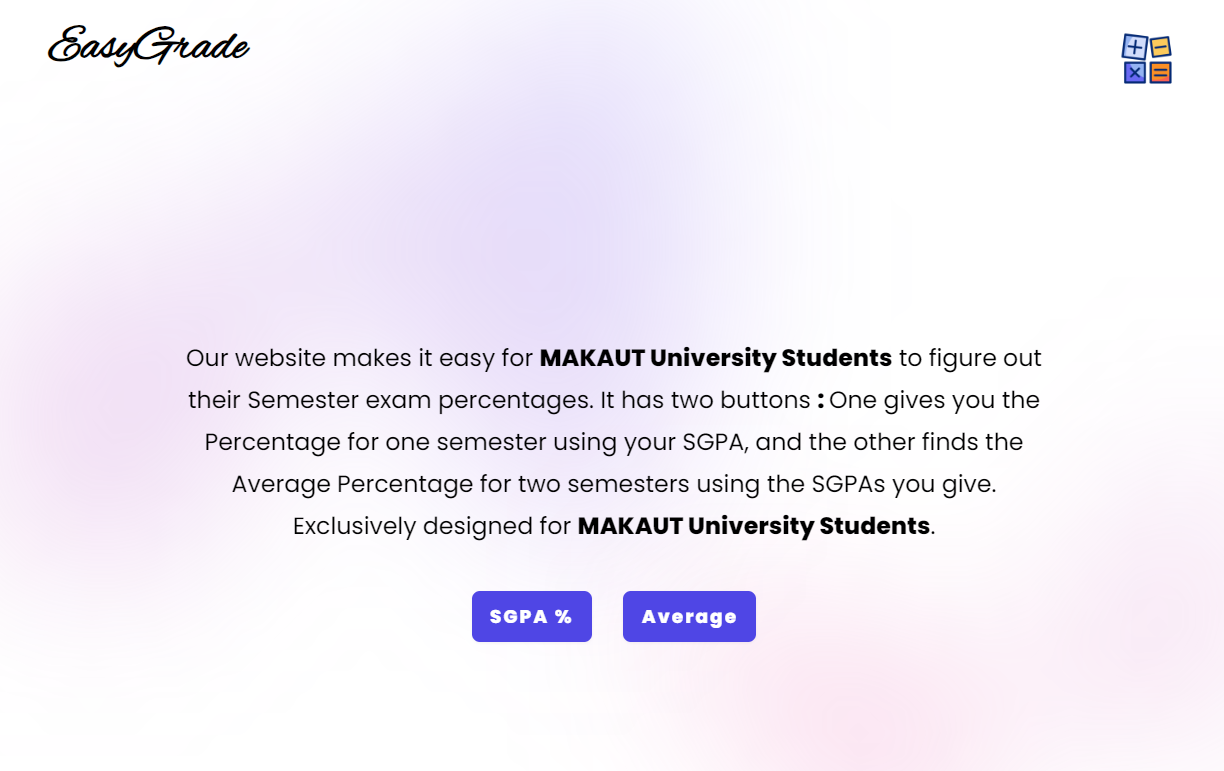 EasyGrade
Our website makes it easy for MAKAUT University Students to figure out
their Semester exam percentages. It has two buttons : One gives you the
Percentage for one semester using your SGPA, and the other finds the
Average Percentage for two semesters using the SGPAs you give.
Exclusively designed for MAKAUT University Students.
SGPA %
Average